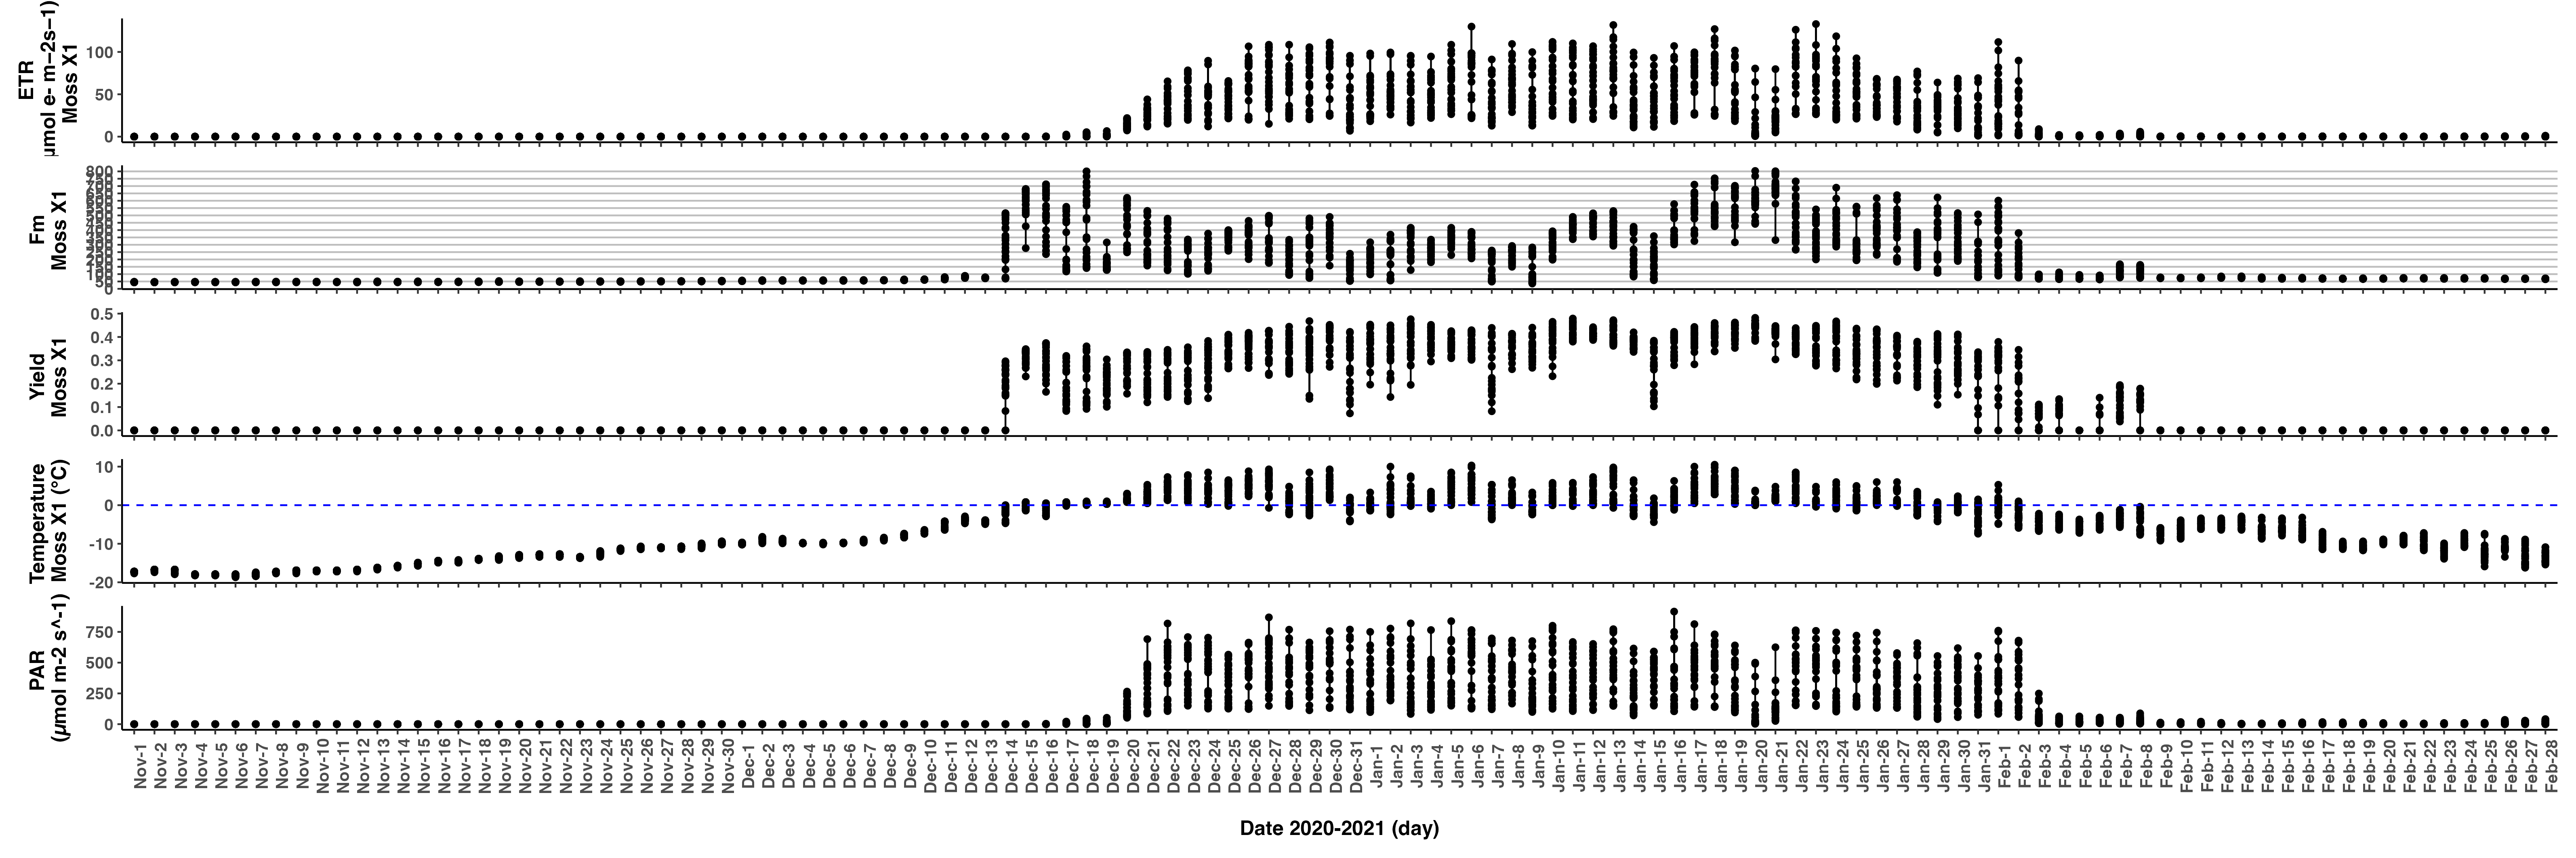 ETR
µmol e- m−2s−1)
Moss X1
100
50
0
Fm
Moss X1
800
750
700
650
600
550
500
450
400
350
300
250
200
150
100
50
0
Yield
Moss X1
0.5
0.4
0.3
0.2
0.1
0.0
Temperature
Moss X1 (°C)
10
0
-10
-20
PAR
(µmol m-2 s^-1)
750
500
250
0
Nov-1
Nov-2
Nov-3
Nov-4
Nov-5
Nov-6
Nov-7
Nov-8
Nov-9
Nov-10
Nov-11
Nov-12
Nov-13
Nov-14
Nov-15
Nov-16
Nov-17
Nov-18
Nov-19
Nov-20
Nov-21
Nov-22
Nov-23
Nov-24
Nov-25
Nov-26
Nov-27
Nov-28
Nov-29
Nov-30
Dec-1
Dec-2
Dec-3
Dec-4
Dec-5
Dec-6
Dec-7
Dec-8
Dec-9
Dec-10
Dec-11
Dec-12
Dec-13
Dec-14
Dec-15
Dec-16
Dec-17
Dec-18
Dec-19
Dec-20
Dec-21
Dec-22
Dec-23
Dec-24
Dec-25
Dec-26
Dec-27
Dec-28
Dec-29
Dec-30
Dec-31
Jan-1
Jan-2
Jan-3
Jan-4
Jan-5
Jan-6
Jan-7
Jan-8
Jan-9
Jan-10
Jan-11
Jan-12
Jan-13
Jan-14
Jan-15
Jan-16
Jan-17
Jan-18
Jan-19
Jan-20
Jan-21
Jan-22
Jan-23
Jan-24
Jan-25
Jan-26
Jan-27
Jan-28
Jan-29
Jan-30
Jan-31
Feb-1
Feb-2
Feb-3
Feb-4
Feb-5
Feb-6
Feb-7
Feb-8
Feb-9
Feb-10
Feb-11
Feb-12
Feb-13
Feb-14
Feb-15
Feb-16
Feb-17
Feb-18
Feb-19
Feb-20
Feb-21
Feb-22
Feb-23
Feb-24
Feb-25
Feb-26
Feb-27
Feb-28
Date 2020-2021 (day)